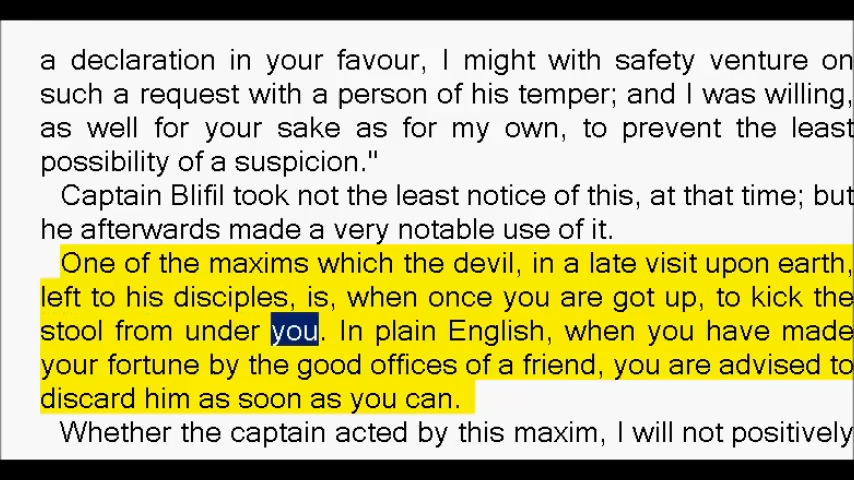 a declaration in your favour, I might with safety venture on
such a request with a person of his temper; and I was willing,
as well for your sake as for my own, to prevent the least
possibility of a suspicion."
Captain Blifil took not the least notice of this, at that time; but
he afterwards made a very notable use of it.
One of the maxims which the devil, in a late visit upon earth,
left to his disciples, is, when once you are got up, to kick the
stool from under you. In plain English, when you have made
your fortune by the good offices of a friend, you are advised to
discard him as soon as you can.
Whether the captain acted by this maxim, I will not positively